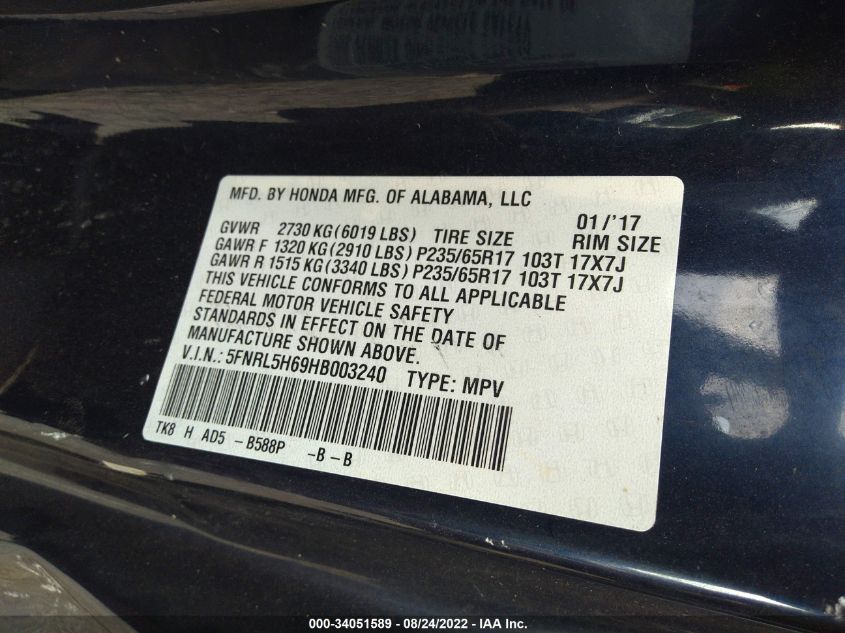 MFD. BY HONDA MFG. OF ALABAMA, LLC
01/'17
GVWR 2730 KG(6019 LBS) TIRE SIZE RIM SIZE
GAWR F 1320 KG(2910 LBS) P235/65R17 103T 17X7J
GAWR R 1515 KG(3340 LBS) P235/65R17 103T 17X7J
THIS VEHICLE CONFORMS TO ALL APPLICABLE
FEDERAL MOTOR VEHICLE SAFETY
STANDARDS IN EFFECT ON THE DATE OF
MANUFACTURE SHOWN ABOVE.
V.I.N.: 5FNRL5H69HB003240 TYPE: MPV
TK8 H AD5 -B588P -B-B
000-34051589 - 08/24/2022 - IAA Inc.